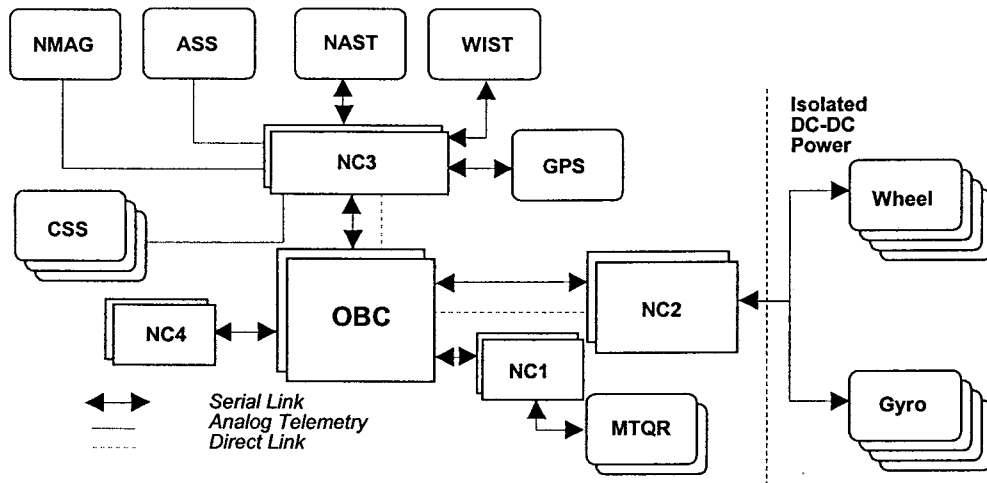 NMAG
ASS
NAST
WIST
Isolated
DC-DC
Power
NC3
GPS
Wheel
CSS
OBC
NC2
NC4
NC1
Serial Link
Analog Telemetry
Direct Link
MTQR
Gyro